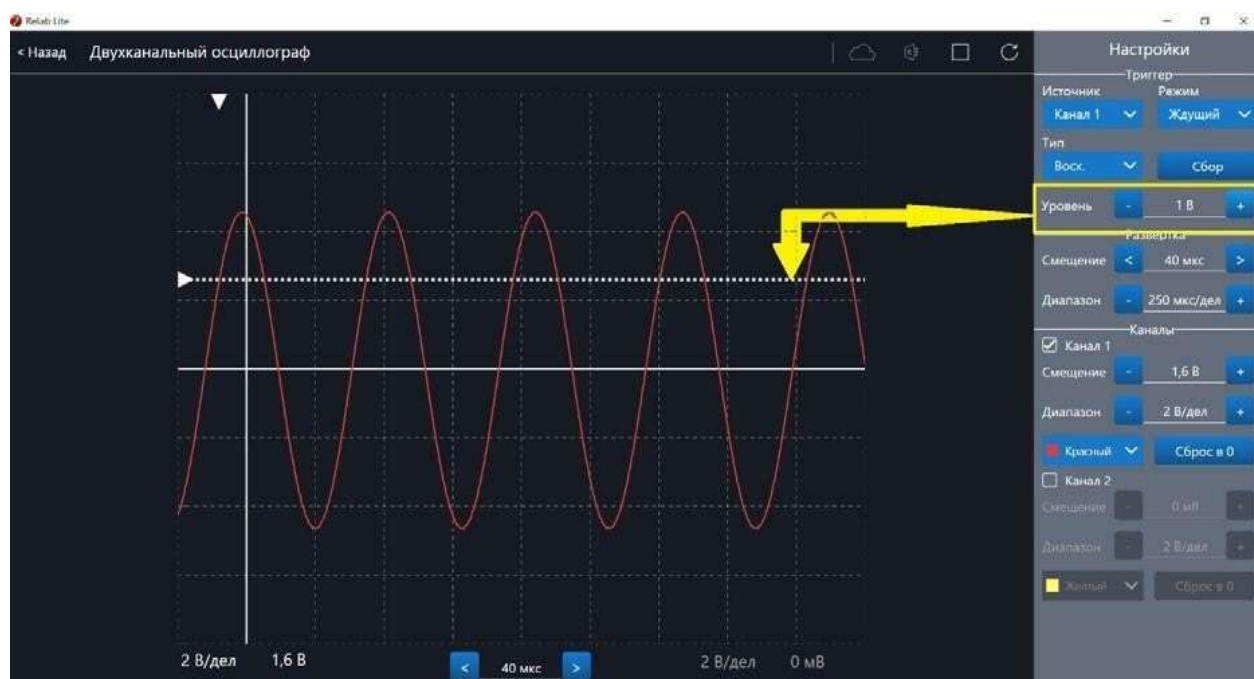 Relab Lite
< Назад Двухканальный осциллограф
Настройки
Триггер
Источник Режим
Канал 1 Ждущий
Тип
Восх. Сбор
Уровень - 1 В +
Развертка
Смещение < 40 мкс >
Диапазон - 250 мкс/дел +
Каналы
Канал 1
Смещение - 1,6 В +
Диапазон - 2 В/дел +
Красный Сброс в 0
Канал 2
Смещение - 0 мВ +
Диапазон - 2 В/дел +
Желтый Сброс в 0
2 В/дел 1,6 В < 40 мкс > 2 В/дел 0 мВ